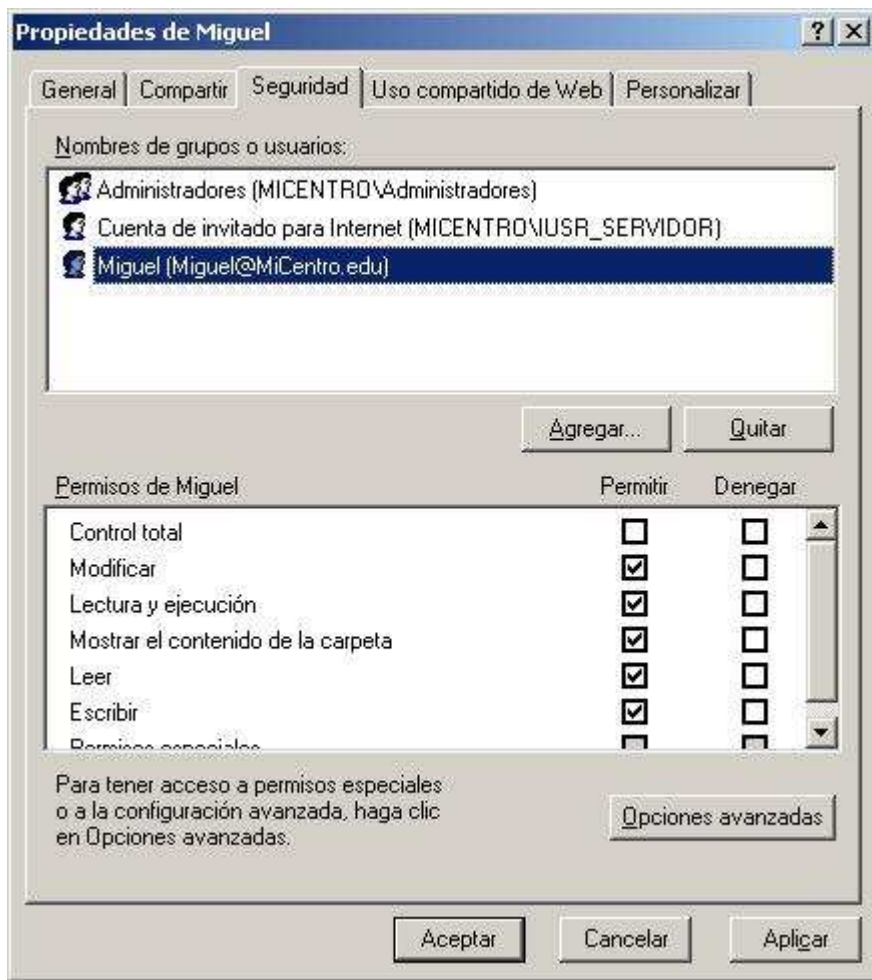 Propiedades de Miguel
General Compartir Seguridad Uso compartido de Web Personalizar
Nombres de grupos o usuarios:
Administradores (MICENTRO\Administradores)
Cuenta de invitado para Internet (MICENTRO\IUSR_SERVIDOR)
Miguel (Miguel@MiCentro.edu)
Agregar... Quitar
Permisos de Miguel Permitir Denegar
Control total
Modificar
Lectura y ejecución
Mostrar el contenido de la carpeta
Leer
Escribir
Permisos especiales
Para tener acceso a permisos especiales
o a la configuración avanzada, haga clic
en Opciones avanzadas.
Opciones avanzadas
Aceptar Cancelar Aplicar